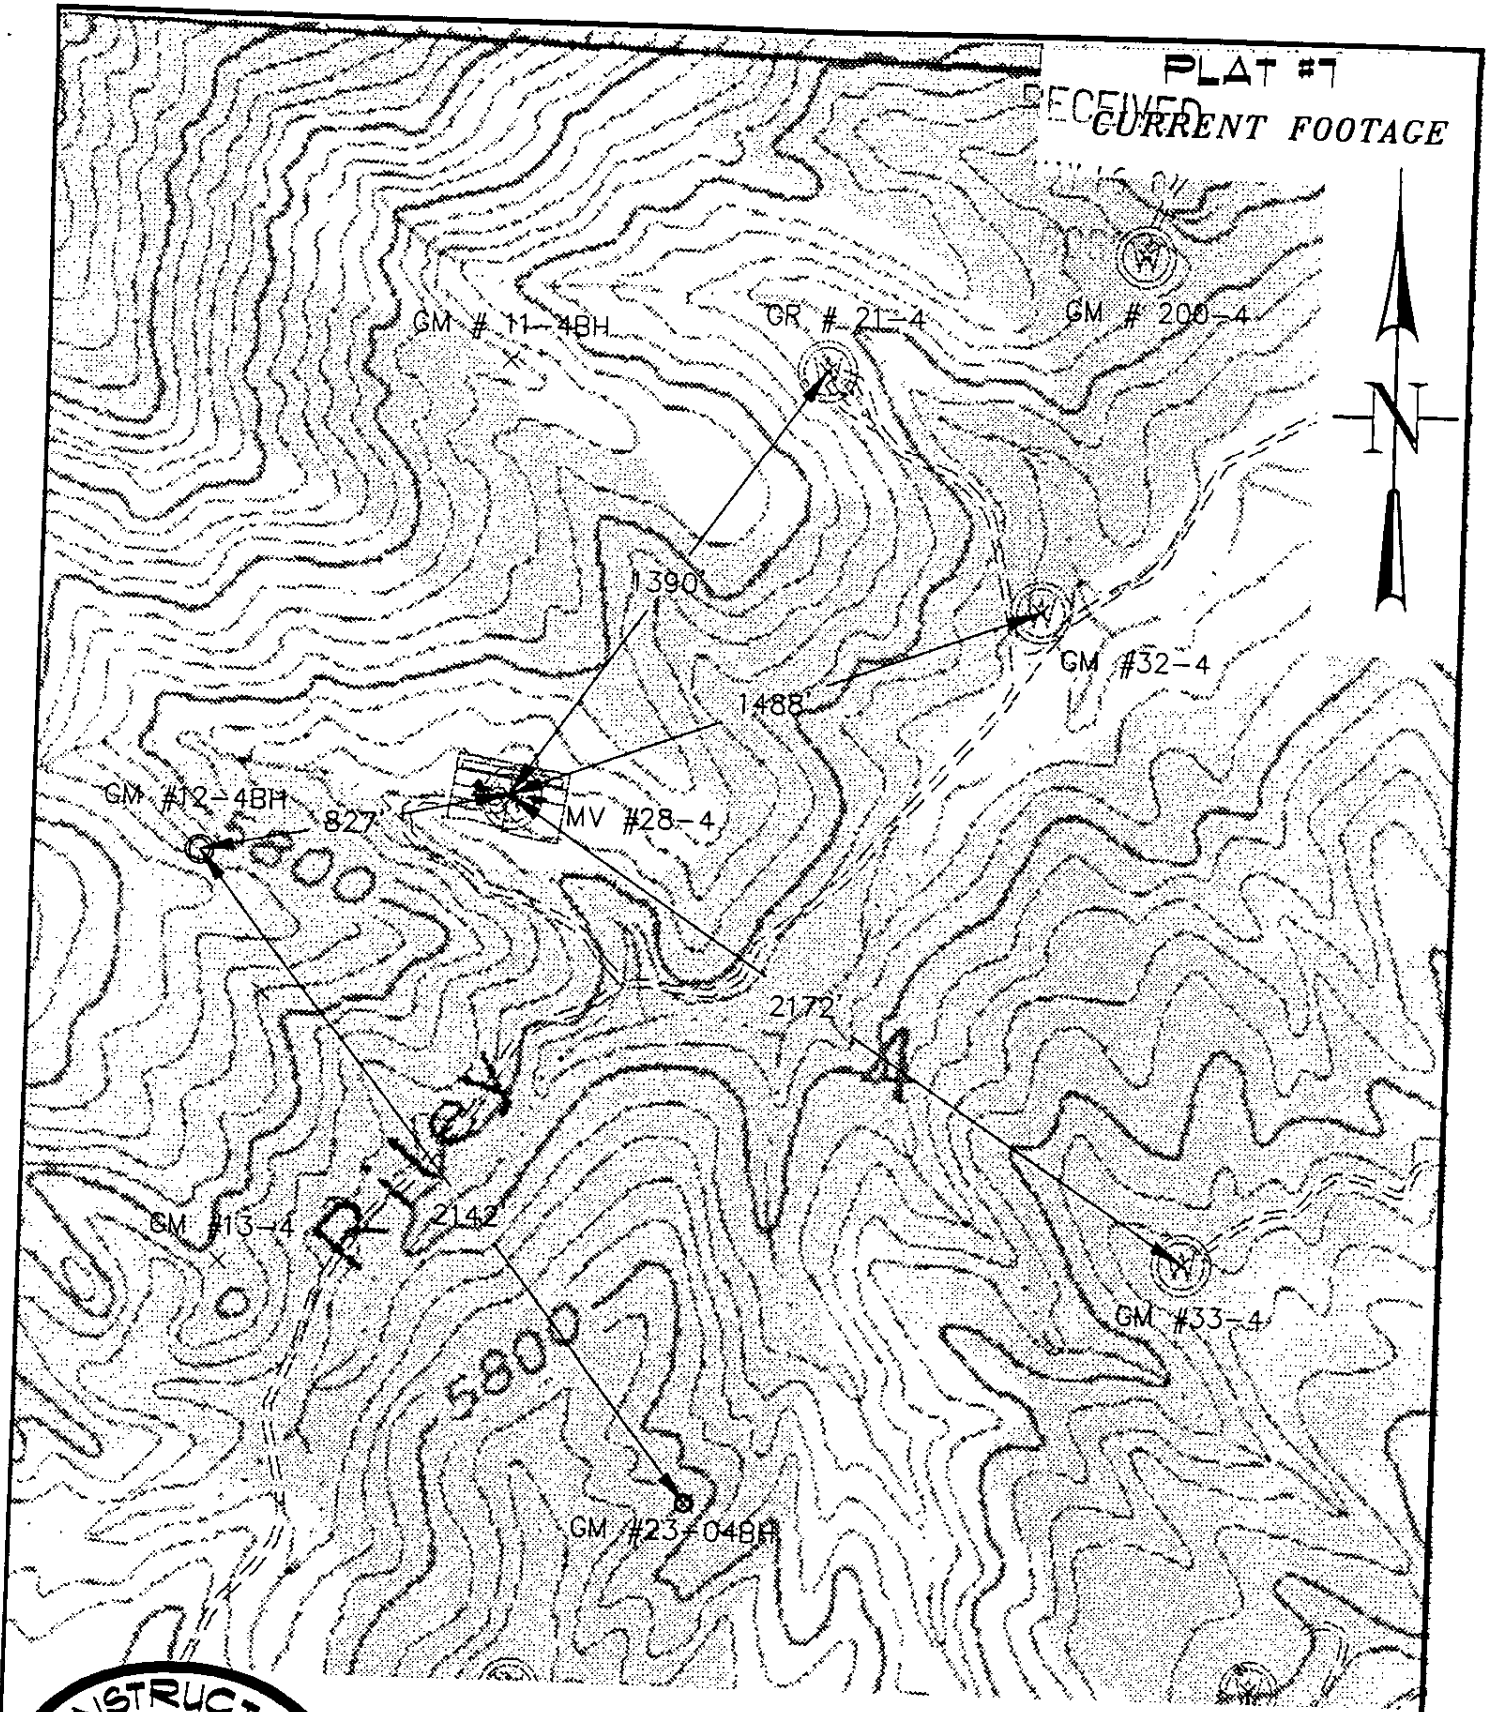 PLAT #7
RECEIVED
CURRENT FOOTAGE
GM # 11-4BH
GR # 21-4
GM # 200-4
N
1390'
GM #32-4
1488'
GM #12-4BH
827'
MV #28-4
2172'
4
Riley
GM #13-4
2142'
GM #33-4
5800
GM #23-04BH